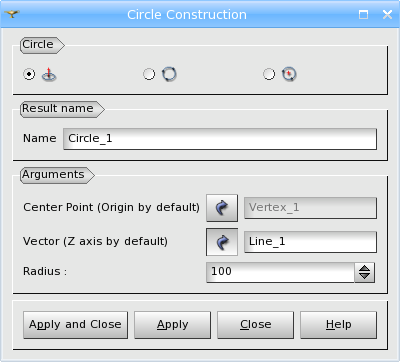 Circle Construction
Circle
Result name
Name Circle_1
Arguments
Center Point (Origin by default) Vertex_1
Vector (Z axis by default) Line_1
Radius : 100
Apply and Close Apply Close Help